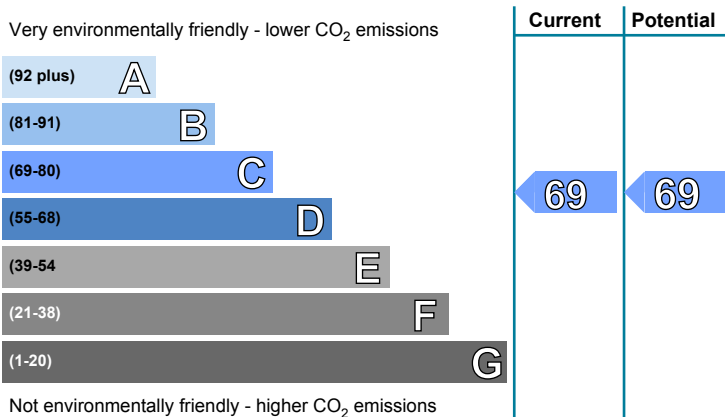 Very environmentally friendly - lower CO₂ emissions
Current
Potential
(92 plus) A
(81-91) B
(69-80) C
(55-68) D
(39-54 E
(21-38) F
(1-20) G
69
69
Not environmentally friendly - higher CO₂ emissions